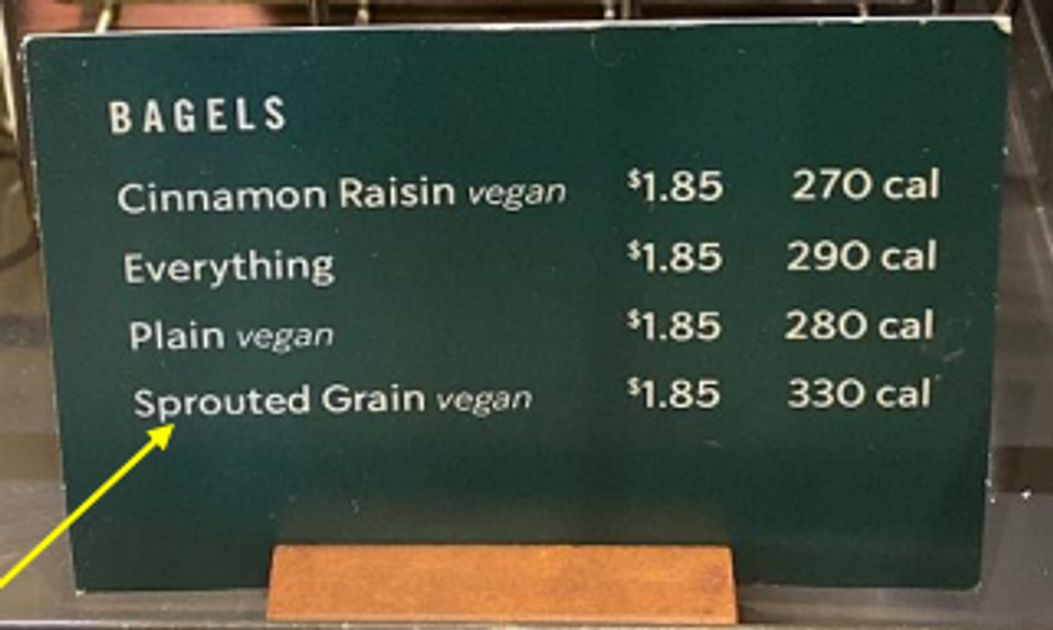 BAGELS
Cinnamon Raisin vegan $1.85 270 cal
Everything $1.85 290 cal
Plain vegan $1.85 280 cal
Sprouted Grain vegan $1.85 330 cal